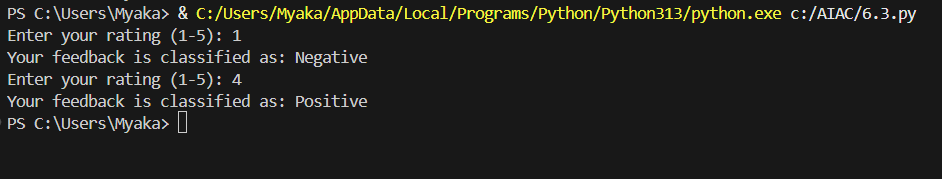 PS C:\Users\Myaka> & C:/Users/Myaka/AppData/Local/Programs/Python/Python313/python.exe c:/AIAC/6.3.py
Enter your rating (1-5): 1
Your feedback is classified as: Negative
Enter your rating (1-5): 4
Your feedback is classified as: Positive
PS C:\Users\Myaka>